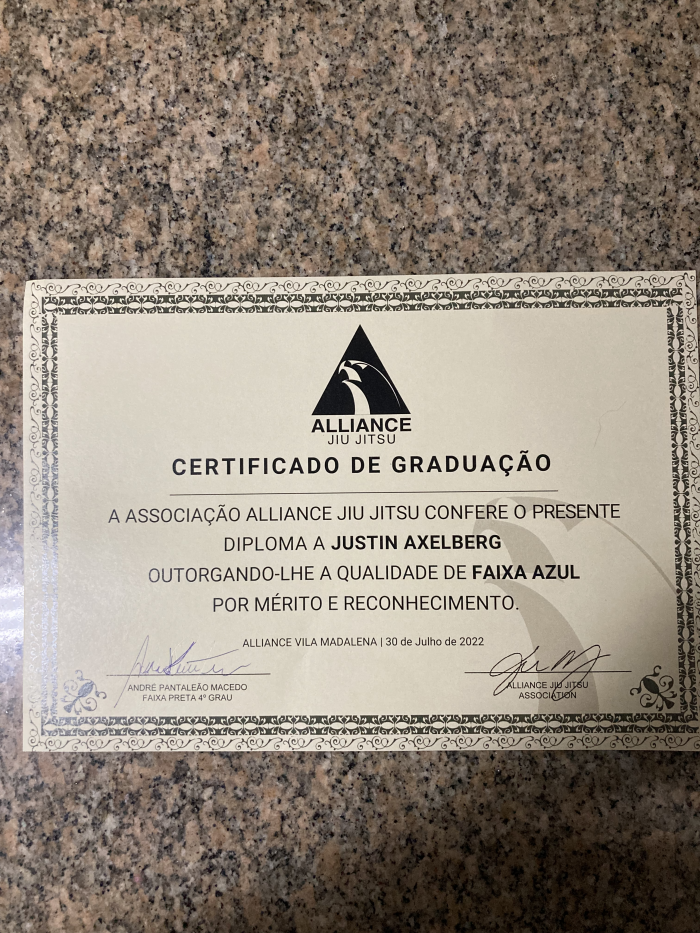 ALLIANCE
JIU JITSU
CERTIFICADO DE GRADUAÇÃO
A ASSOCIAÇÃO ALLIANCE JIU JITSU CONFERE O PRESENTE
DIPLOMA A JUSTIN AXELBERG
OUTORGANDO-LHE A QUALIDADE DE FAIXA AZUL
POR MÉRITO E RECONHECIMENTO.
ALLIANCE VILA MADALENA | 30 de Julho de 2022
ANDRÉ PANTALEÃO MACEDO
FAIXA PRETA 4º GRAU
ALLIANCE JIU JITSU
ASSOCIATION